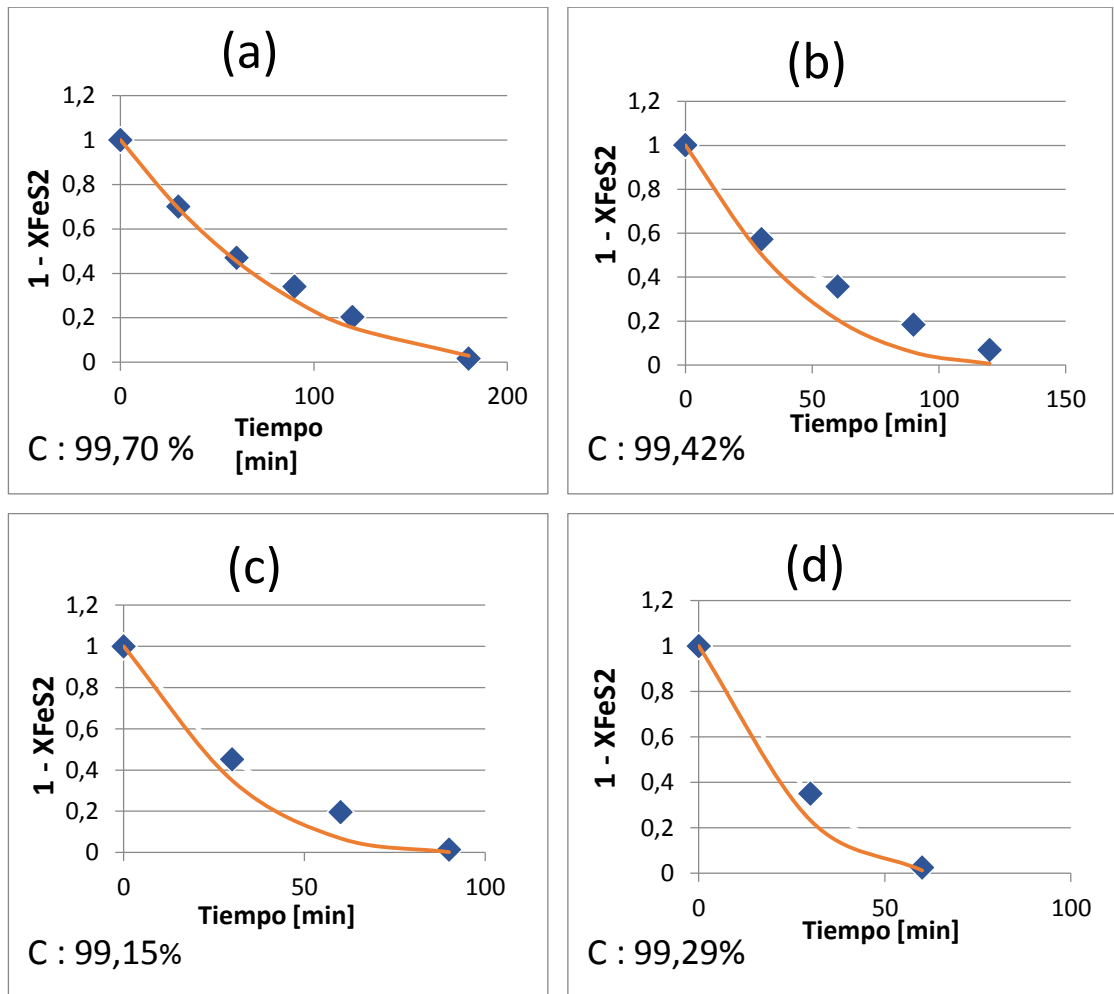 (a)
1,2
1
0,8
0,6
0,4
0,2
0
1 - XFeS2
0
100
200
Tiempo
[min]
C : 99,70 %
(b)
1,2
1
0,8
0,6
0,4
0,2
0
1 - XFeS2
0
50
100
150
Tiempo [min]
C : 99,42%
(c)
1,2
1
0,8
0,6
0,4
0,2
0
1 - XFeS2
0
50
100
Tiempo [min]
C : 99,15%
(d)
1,2
1
0,8
0,6
0,4
0,2
0
1 - XFeS2
0
50
100
Tiempo [min]
C : 99,29%